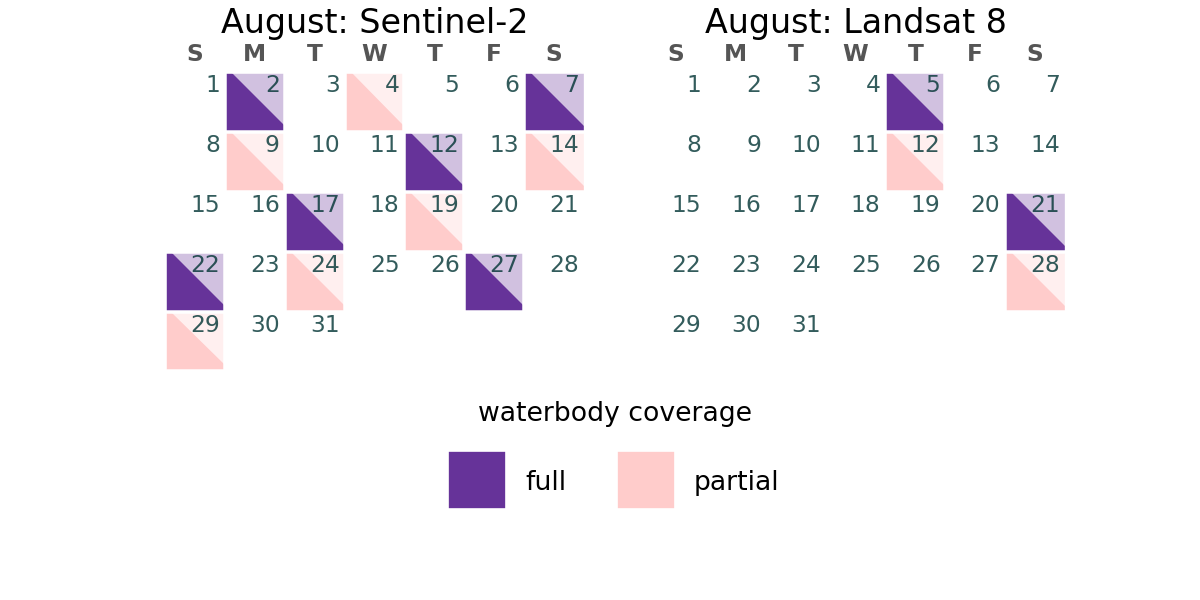 August: Sentinel-2
S M T W T F S
1 2 3 4 5 6 7
8 9 10 11 12 13 14
15 16 17 18 19 20 21
22 23 24 25 26 27 28
29 30 31
August: Landsat 8
S M T W T F S
1 2 3 4 5 6 7
8 9 10 11 12 13 14
15 16 17 18 19 20 21
22 23 24 25 26 27 28
29 30 31
waterbody coverage
full
partial